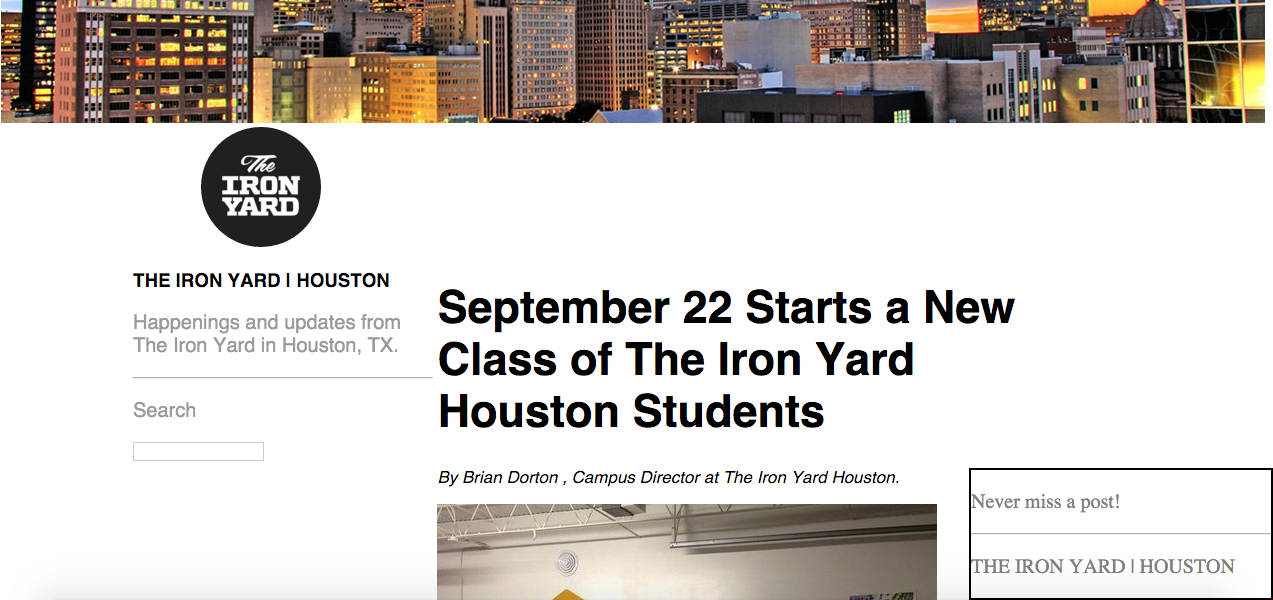 The
IRON
YARD
THE IRON YARD | HOUSTON
Happenings and updates from
The Iron Yard in Houston, TX.
Search
September 22 Starts a New
Class of The Iron Yard
Houston Students
By Brian Dorton , Campus Director at The Iron Yard Houston.
Never miss a post!
THE IRON YARD | HOUSTON